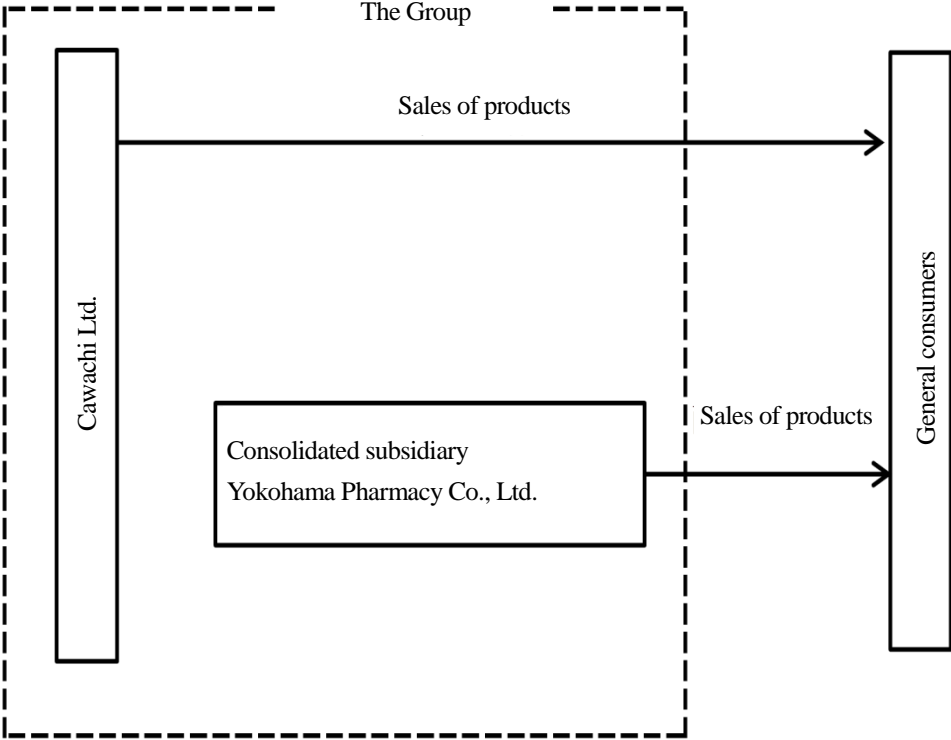 The Group
Sales of products
Cawachi Ltd.
General consumers
Sales of products
Consolidated subsidiary
Yokohama Pharmacy Co., Ltd.